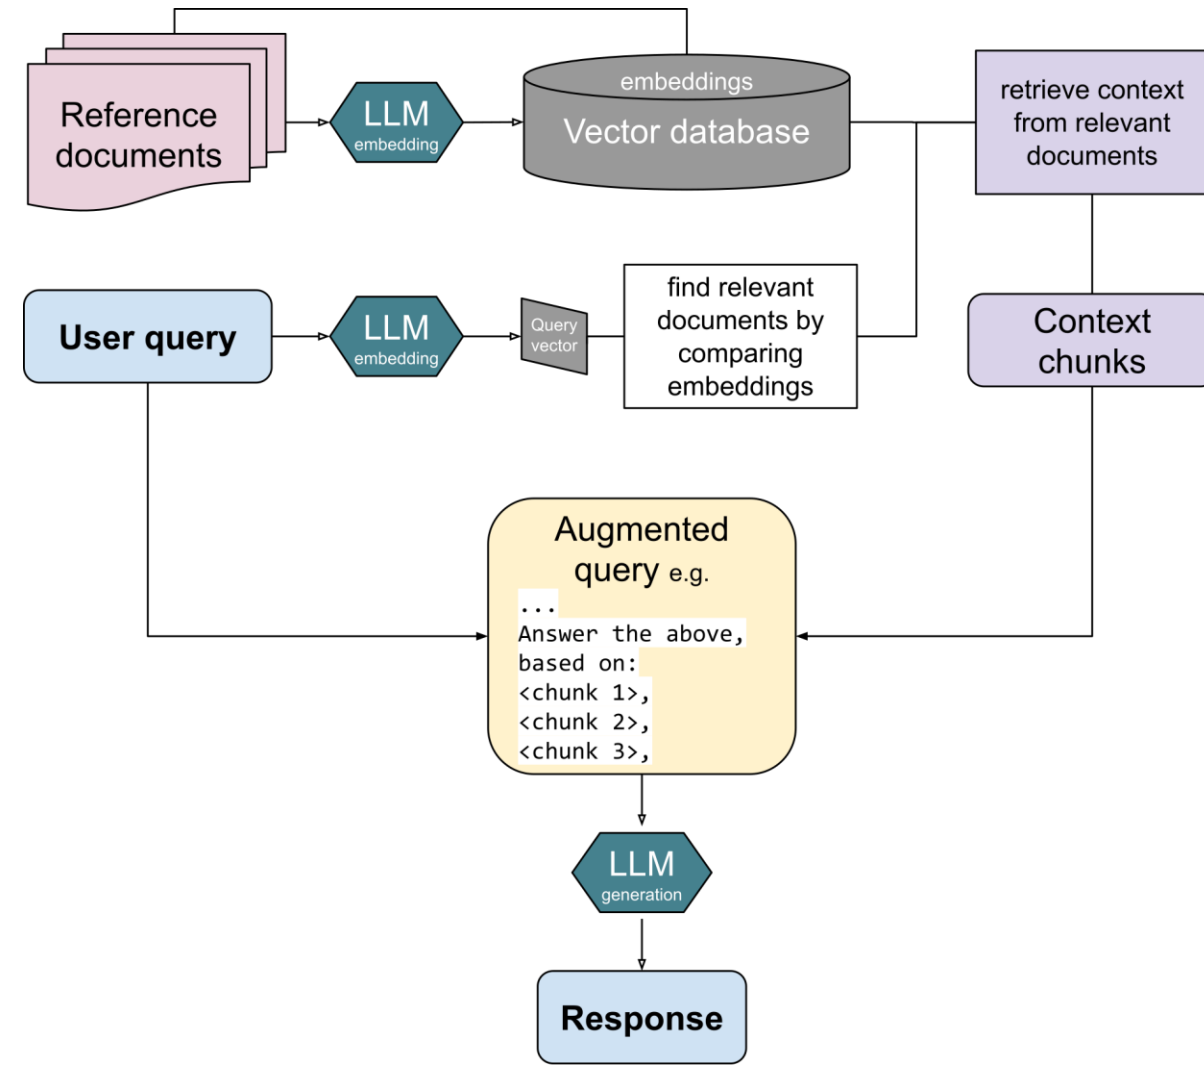 Reference
documents
LLM
embedding
embeddings
Vector database
retrieve context
from relevant
documents
User query
LLM
embedding
Query
vector
find relevant
documents by
comparing
embeddings
Context
chunks
Augmented
query e.g.
...
Answer the above,
based on:
<chunk 1>,
<chunk 2>,
<chunk 3>,
LLM
generation
Response